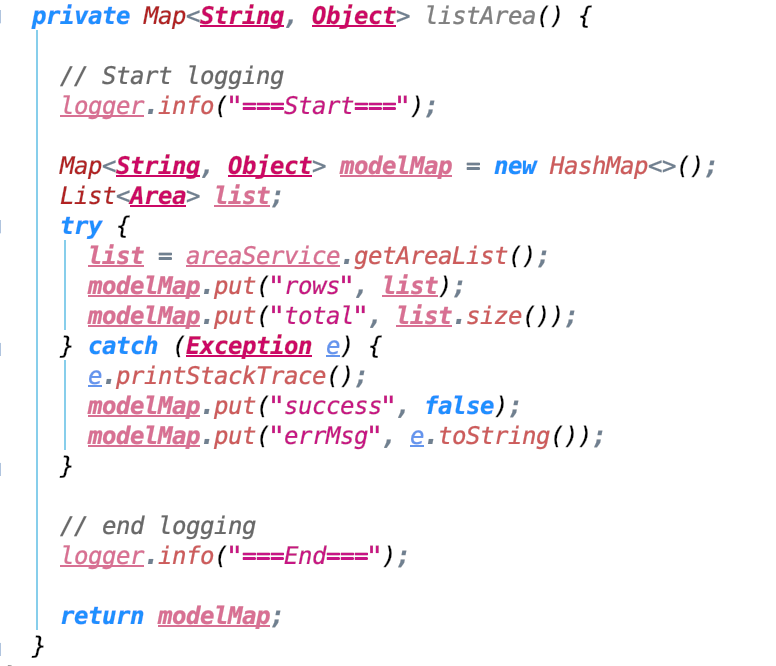 private Map<String, Object> listArea() {
// Start logging
logger.info("===Start===");
Map<String, Object> modelMap = new HashMap<>();
List<Area> list;
try {
list = areaService.getAreaList();
modelMap.put("rows", list);
modelMap.put("total", list.size());
} catch (Exception e) {
e.printStackTrace();
modelMap.put("success", false);
modelMap.put("errMsg", e.toString());
}
// end logging
logger.info("===End===");
return modelMap;
}